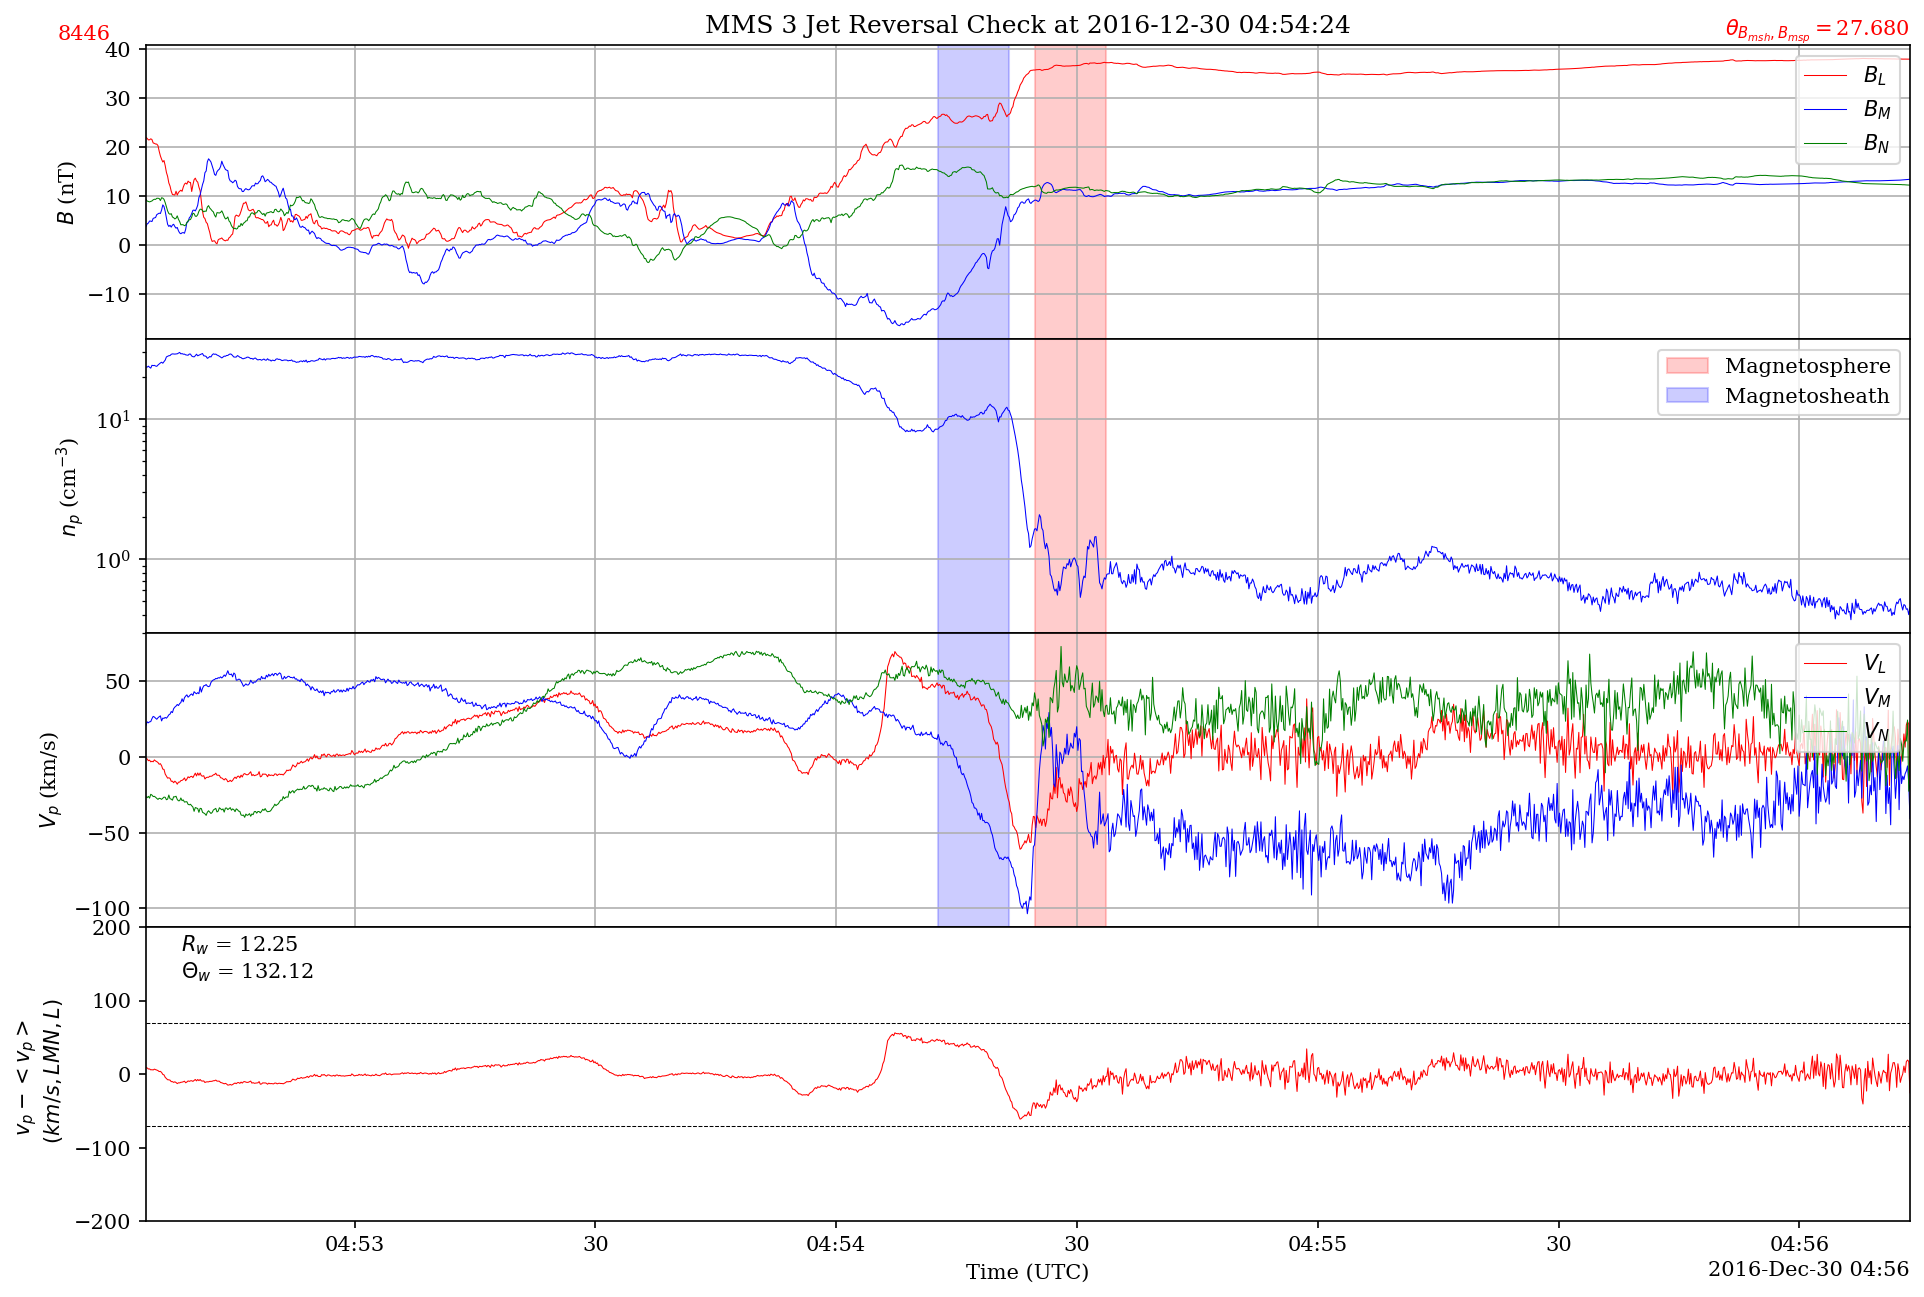 MMS 3 Jet Reversal Check at 2016-12-30 04:54:24
8446
θ_{B_{msh}, B_{msp}} = 27.680
40
30
20
10
0
−10
B (nT)
B_L
B_M
B_N
10^1
10^0
n_p (cm^{−3})
Magnetosphere
Magnetosheath
50
0
−50
−100
V_p (km/s)
V_L
V_M
V_N
200
100
0
−100
−200
v_p − < v_p >
(km/s, LMN, L)
R_w = 12.25
Θ_w = 132.12
04:53
30
04:54
30
04:55
30
04:56
Time (UTC)
2016-Dec-30 04:56